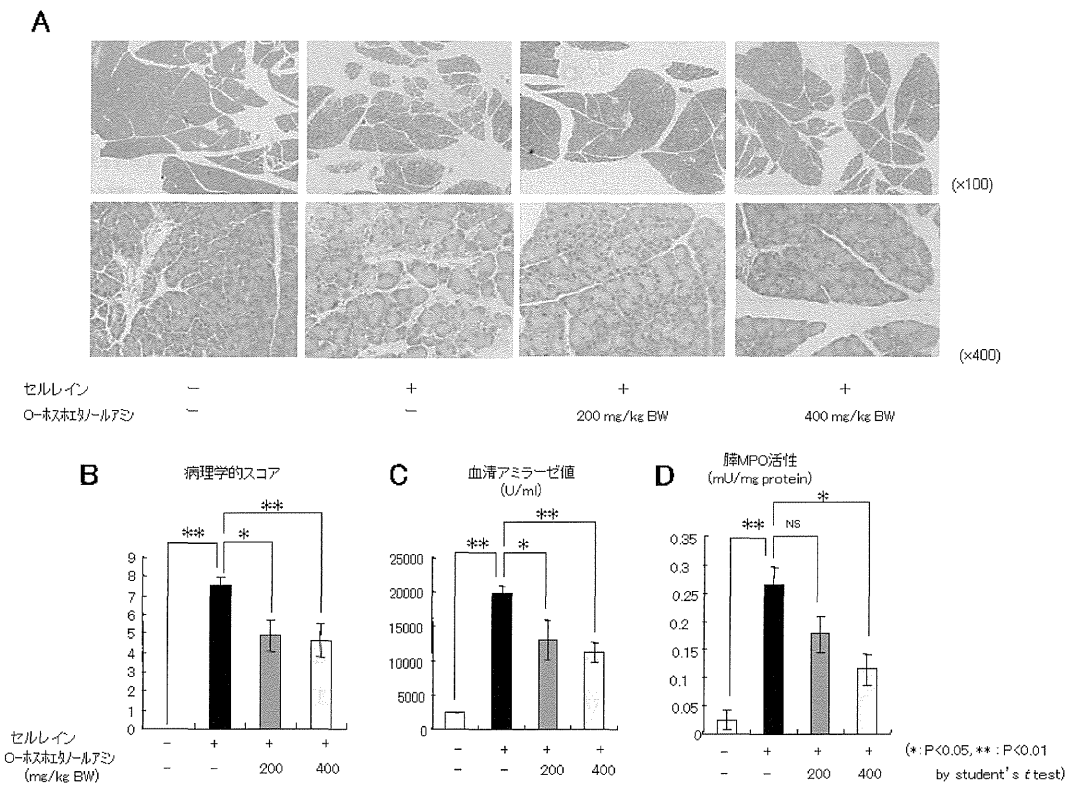 A
(×100)
(×400)
セルレイン − + + +
O-ホスホエタノールアミン − − 200 mg/kg BW 400 mg/kg BW
B 病理学的スコア
** * **
9
8
7
6
5
4
3
2
1
0
C 血清アミラーゼ値
(U/ml)
** * **
25000
20000
15000
10000
5000
0
D 膵MPO活性
(mU/mg protein)
** NS *
0.35
0.3
0.25
0.2
0.15
0.1
0.05
0
セルレイン − + + + − + + + − + + +
O-ホスホエタノールアミン
(mg/kg BW) − − 200 400 − − 200 400 − − 200 400
(*: P<0.05, **: P<0.01
by student's t test)